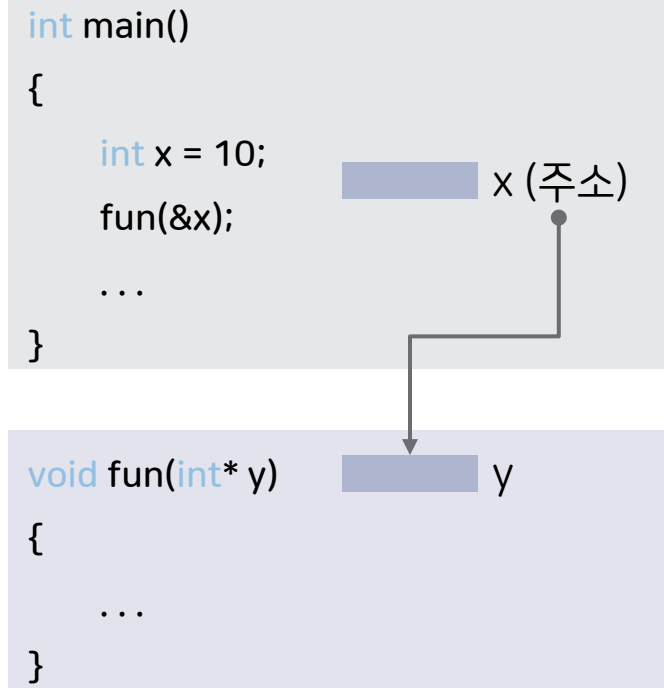 int main()
{
int x = 10;
x (주소)
fun(&x);
. . .
}
void fun(int* y)
y
{
. . .
}